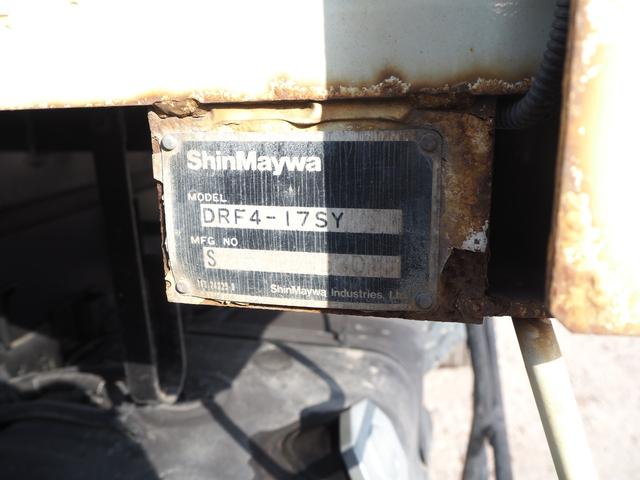 ShinMaywa
MODEL
DRF4-17SY
MFG NO
S
ShinMaywa Industries, Ltd